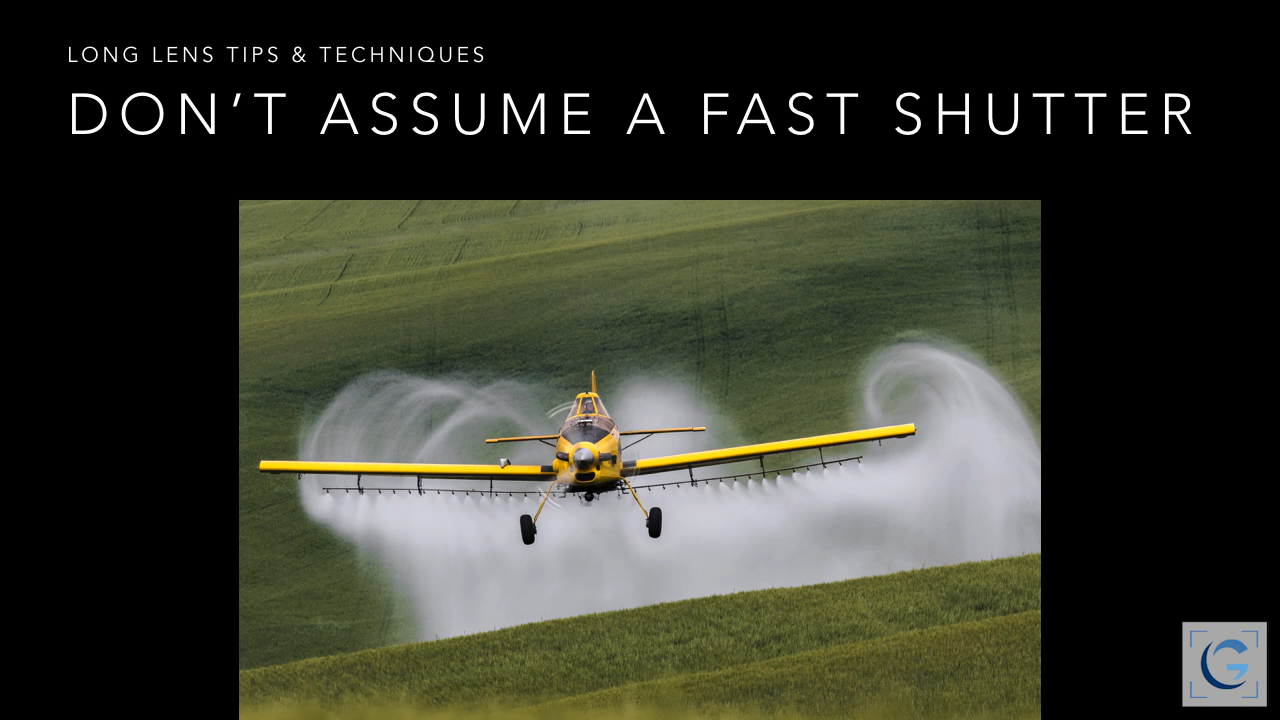 LONG LENS TIPS & TECHNIQUES
DON’T ASSUME A FAST SHUTTER
G